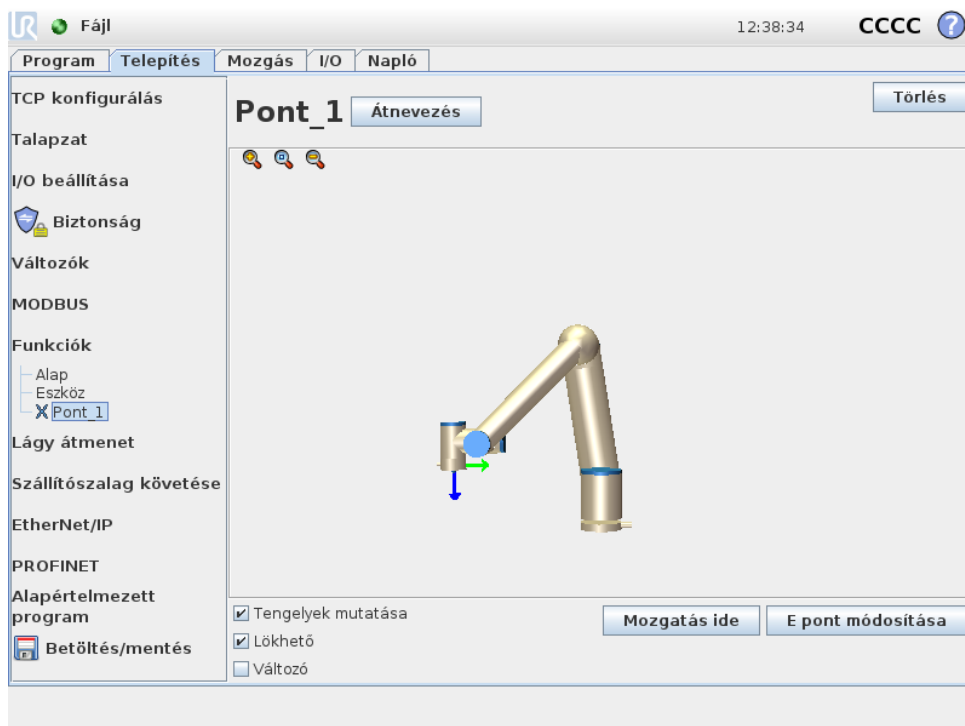 UR Fájl 12:38:34 CCCC ?
Program Telepítés Mozgás I/O Napló
TCP konfigurálás
Talapzat
I/O beállítása
Biztonság
Változók
MODBUS
Funkciók
Alap
Eszköz
Pont_1
Lágy átmenet
Szállítószalag követése
EtherNet/IP
PROFINET
Alapértelmezett
program
Betöltés/mentés
Pont_1 Átnevezés Törlés
Tengelyek mutatása
Lökhető
Változó
Mozgatás ide E pont módosítása